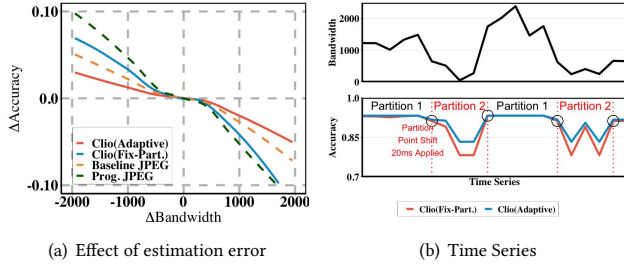 0.10
0.0
-0.10
ΔAccuracy
Clio(Adaptive)
Clio(Fix-Part.)
Baseline JPEG
Prog. JPEG
-2000 -1000 0 1000 2000
ΔBandwidth
(a) Effect of estimation error
Bandwidth
2000
1000
0
Accuracy
1.0
0.85
0.7
Partition 1 Partition 2 Partition 1 Partition 2
Partition
Point Shift
20ms Applied
Time Series
Clio(Fix-Part.) Clio(Adaptive)
(b) Time Series